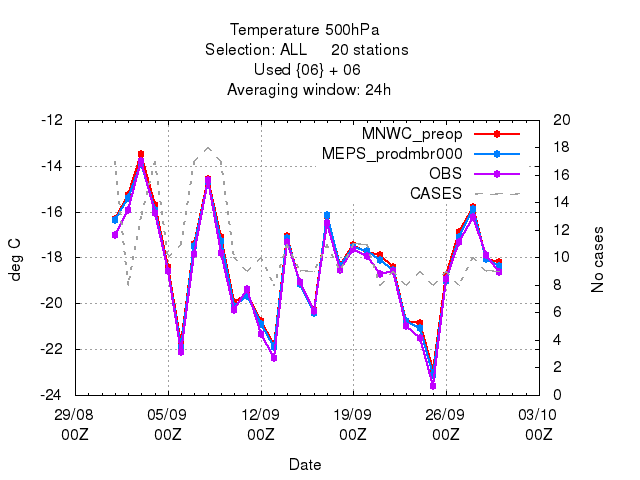 Temperature 500hPa
Selection: ALL 20 stations
Used {06} + 06
Averaging window: 24h
MNWC_preop
MEPS_prodmbr000
OBS
CASES
deg C
-12
-14
-16
-18
-20
-22
-24
No cases
20
18
16
14
12
10
8
6
4
2
0
29/08 05/09 12/09 19/09 26/09 03/10
00Z 00Z 00Z 00Z 00Z 00Z
Date